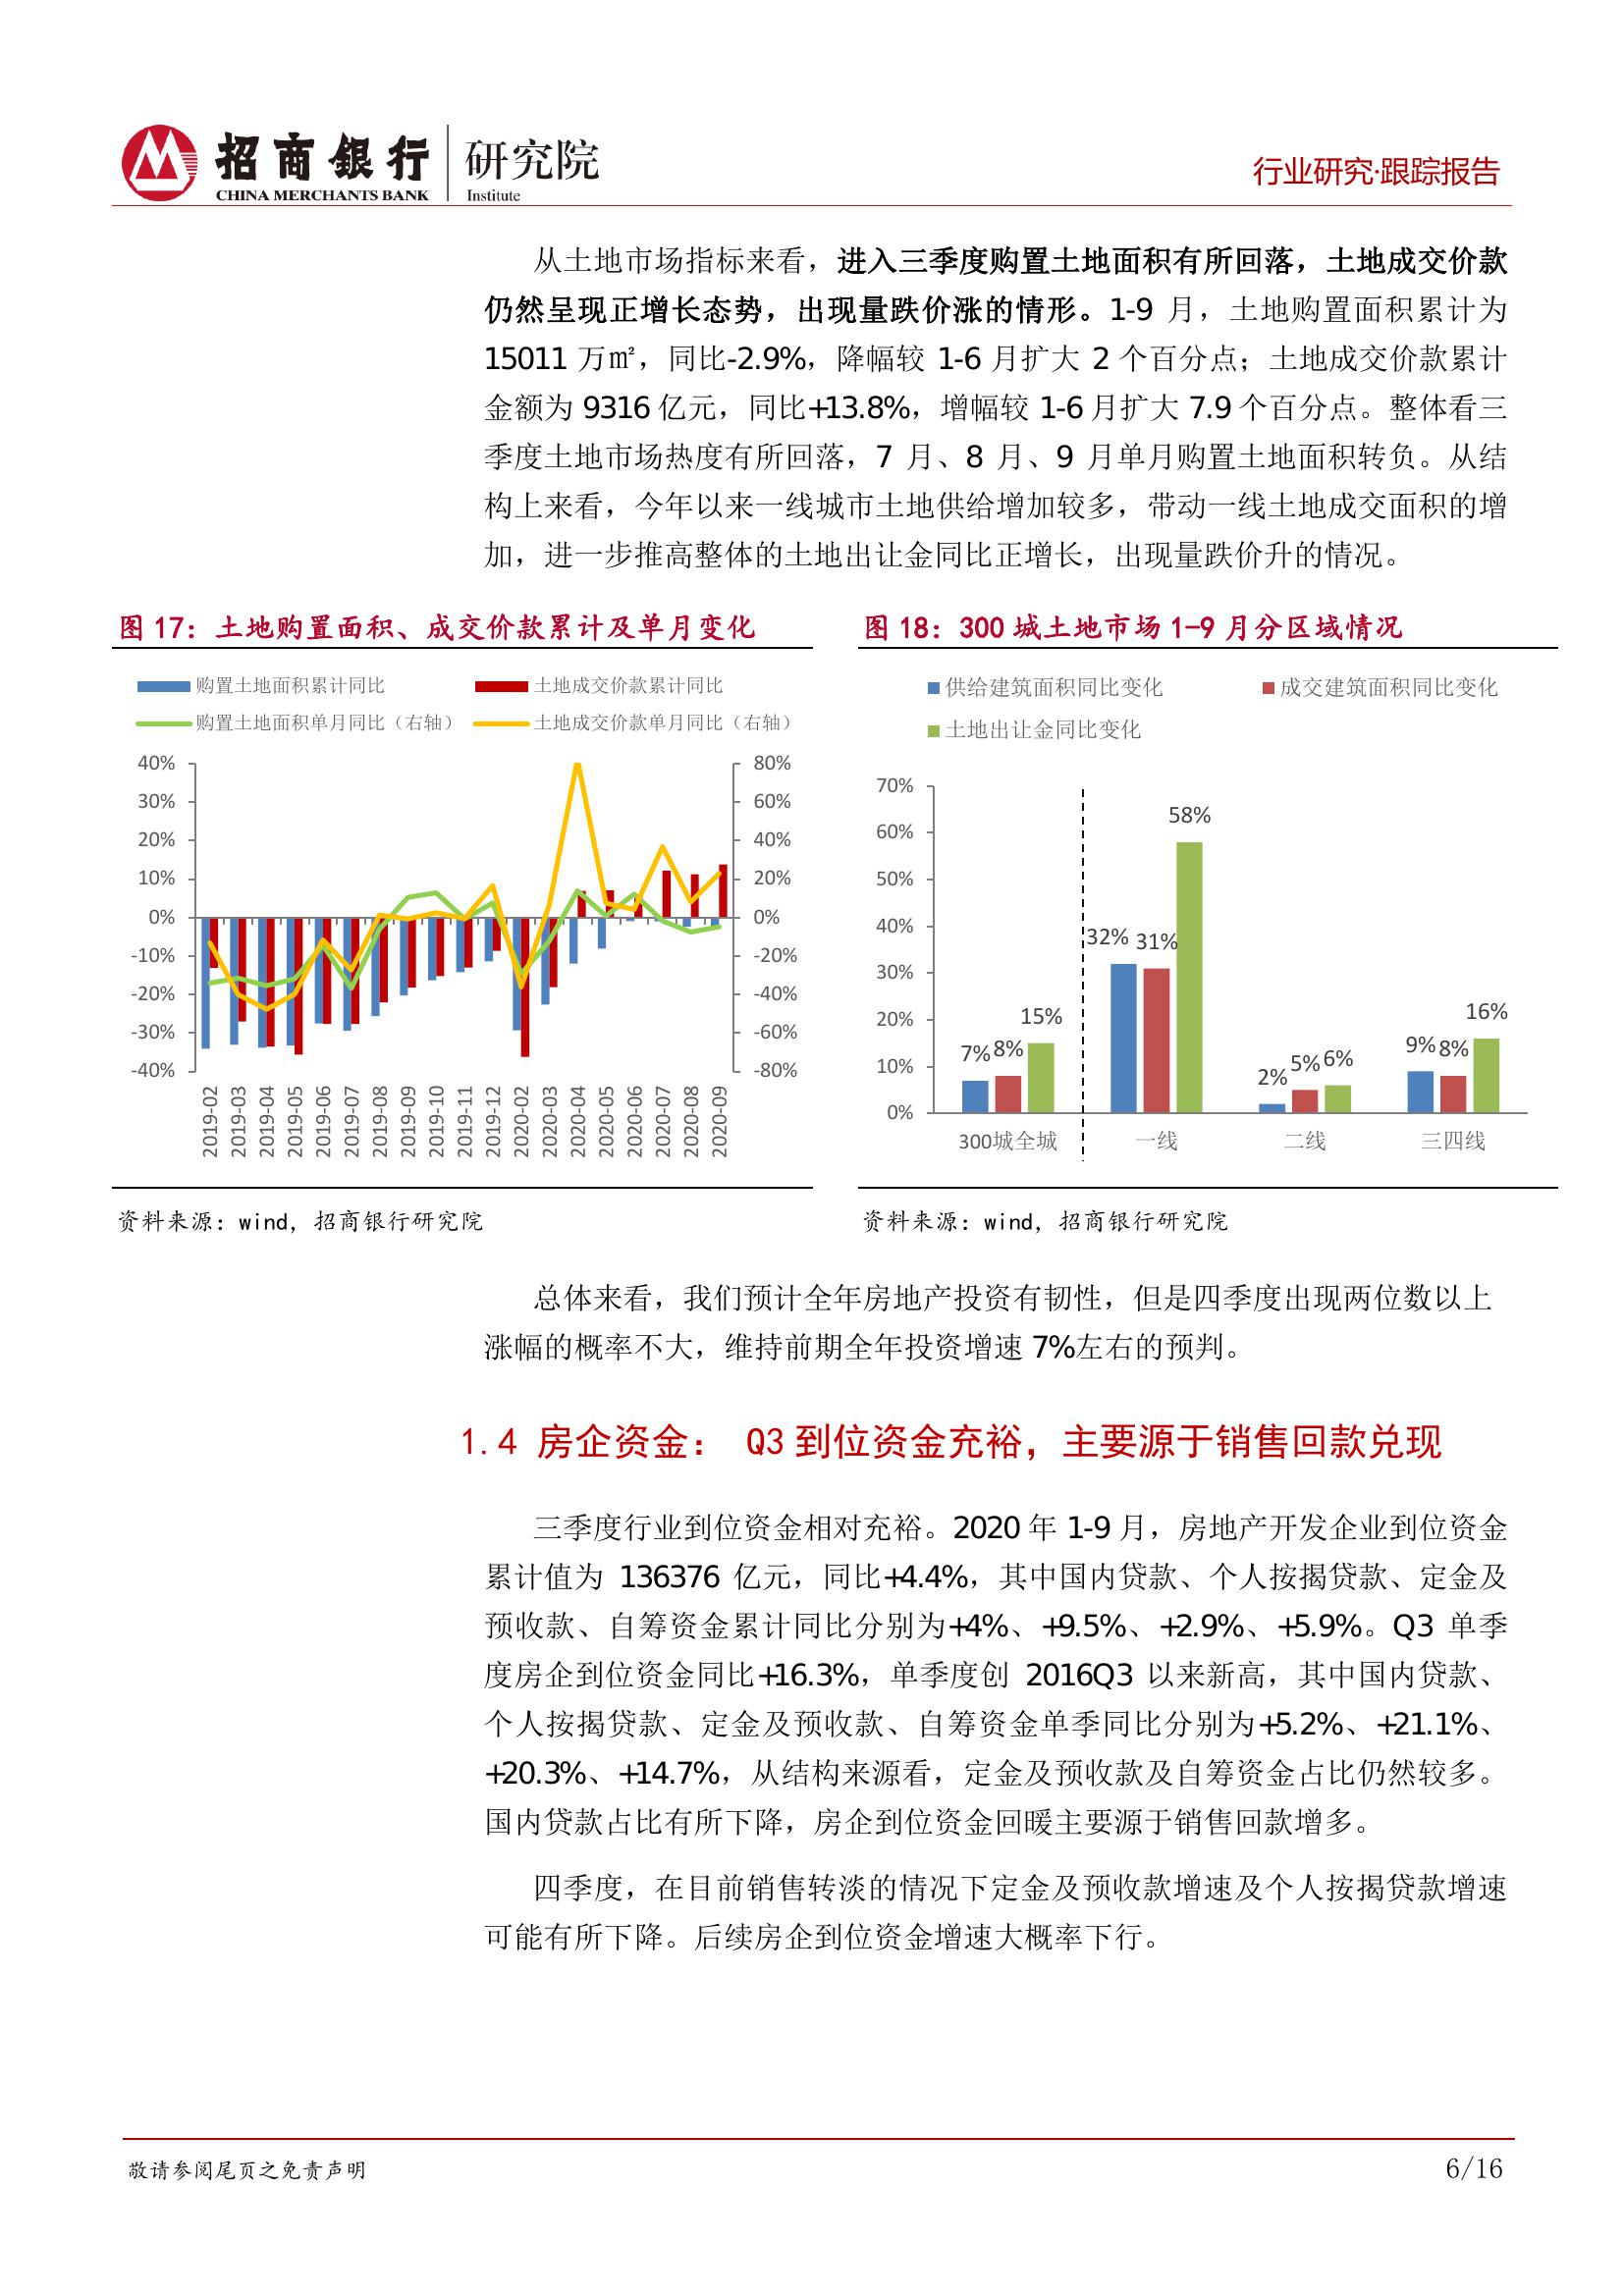 招商银行 研究院
CHINA MERCHANTS BANK Institute
行业研究·跟踪报告
从土地市场指标来看，进入三季度购置土地面积有所回落，土地成交价款
仍然呈现正增长态势，出现量跌价涨的情形。1-9 月，土地购置面积累计为
15011 万㎡，同比-2.9%，降幅较 1-6 月扩大 2 个百分点；土地成交价款累计
金额为 9316 亿元，同比+13.8%，增幅较 1-6 月扩大 7.9 个百分点。整体看三
季度土地市场热度有所回落，7 月、8 月、9 月单月购置土地面积转负。从结
构上来看，今年以来一线城市土地供给增加较多，带动一线土地成交面积的增
加，进一步推高整体的土地出让金同比正增长，出现量跌价升的情况。
图 17：土地购置面积、成交价款累计及单月变化
购置土地面积累计同比 土地成交价款累计同比
购置土地面积单月同比（右轴） 土地成交价款单月同比（右轴）
40% 80%
30% 60%
20% 40%
10% 20%
0% 0%
-10% -20%
-20% -40%
-30% -60%
-40% -80%
2019-02 2019-03 2019-04 2019-05 2019-06 2019-07 2019-08 2019-09 2019-10 2019-11 2019-12 2020-02 2020-03 2020-04 2020-05 2020-06 2020-07 2020-08 2020-09
资料来源：wind，招商银行研究院
图 18：300 城土地市场 1-9 月分区域情况
供给建筑面积同比变化 成交建筑面积同比变化
土地出让金同比变化
70%
60%
50%
40%
30%
20%
10%
0%
7% 8% 15%
32% 31% 58%
2% 5% 6%
9% 8% 16%
300城全城 一线 二线 三四线
资料来源：wind，招商银行研究院
总体来看，我们预计全年房地产投资有韧性，但是四季度出现两位数以上
涨幅的概率不大，维持前期全年投资增速 7%左右的预判。
1.4 房企资金： Q3 到位资金充裕，主要源于销售回款兑现
三季度行业到位资金相对充裕。2020 年 1-9 月，房地产开发企业到位资金
累计值为 136376 亿元，同比+4.4%，其中国内贷款、个人按揭贷款、定金及
预收款、自筹资金累计同比分别为+4%、+9.5%、+2.9%、+5.9%。Q3 单季
度房企到位资金同比+16.3%，单季度创 2016Q3 以来新高，其中国内贷款、
个人按揭贷款、定金及预收款、自筹资金单季同比分别为+5.2%、+21.1%、
+20.3%、+14.7%，从结构来源看，定金及预收款及自筹资金占比仍然较多。
国内贷款占比有所下降，房企到位资金回暖主要源于销售回款增多。
四季度，在目前销售转淡的情况下定金及预收款增速及个人按揭贷款增速
可能有所下降。后续房企到位资金增速大概率下行。
敬请参阅尾页之免责声明
6/16